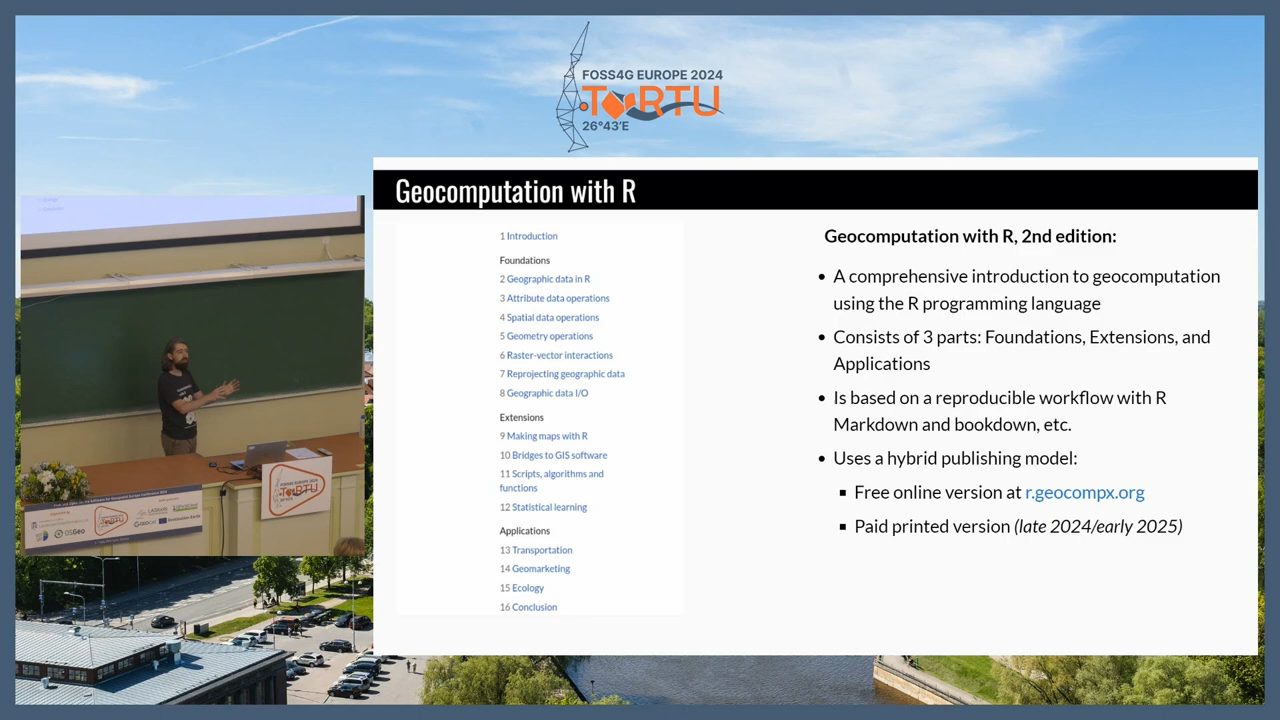 FOSS4G EUROPE 2024
TARTU
26°43'E
Geocomputation with R
1 Introduction
Foundations
2 Geographic data in R
3 Attribute data operations
4 Spatial data operations
5 Geometry operations
6 Raster-vector interactions
7 Reprojecting geographic data
8 Geographic data I/O
Extensions
9 Making maps with R
10 Bridges to GIS software
11 Scripts, algorithms and
functions
12 Statistical learning
Applications
13 Transportation
14 Geomarketing
15 Ecology
16 Conclusion
Geocomputation with R, 2nd edition:
• A comprehensive introduction to geocomputation
using the R programming language
• Consists of 3 parts: Foundations, Extensions, and
Applications
• Is based on a reproducible workflow with R
Markdown and bookdown, etc.
• Uses a hybrid publishing model:
▪ Free online version at r.geocompx.org
▪ Paid printed version (late 2024/early 2025)
FOSS4G EUROPE 2024
TARTU
OSGeo